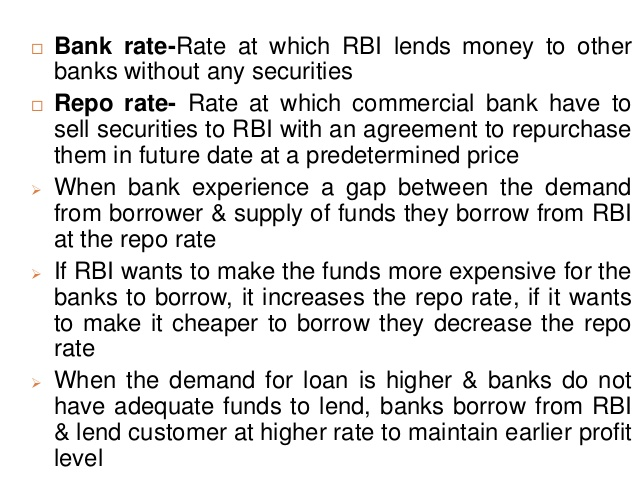 Bank rate-Rate at which RBI lends money to other
banks without any securities
Repo rate- Rate at which commercial bank have to
sell securities to RBI with an agreement to repurchase
them in future date at a predetermined price
When bank experience a gap between the demand
from borrower & supply of funds they borrow from RBI
at the repo rate
If RBI wants to make the funds more expensive for the
banks to borrow, it increases the repo rate, if it wants
to make it cheaper to borrow they decrease the repo
rate
When the demand for loan is higher & banks do not
have adequate funds to lend, banks borrow from RBI
& lend customer at higher rate to maintain earlier profit
level